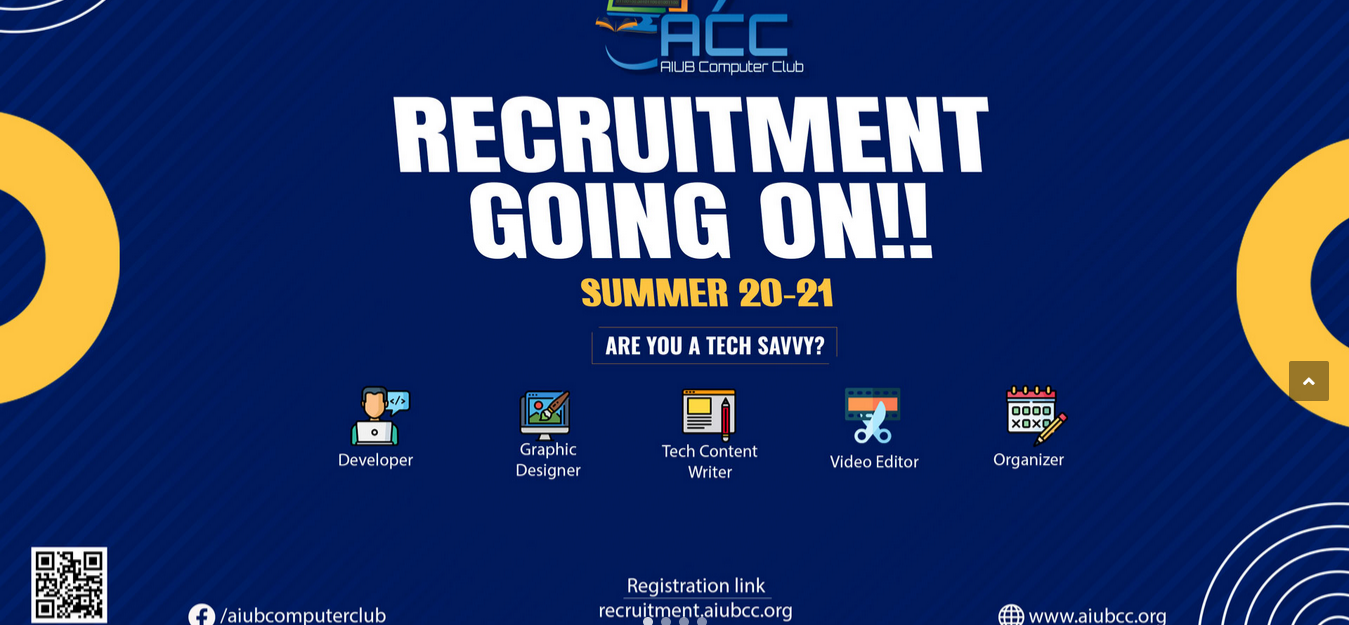 ACC
AIUB Computer Club
RECRUITMENT
GOING ON!!
SUMMER 20-21
ARE YOU A TECH SAVVY?
</>
Developer
Graphic
Designer
Tech Content
Writer
Video Editor
Organizer
Registration link
recruitment.aiubcc.org
/aiubcomputerclub
www.aiubcc.org